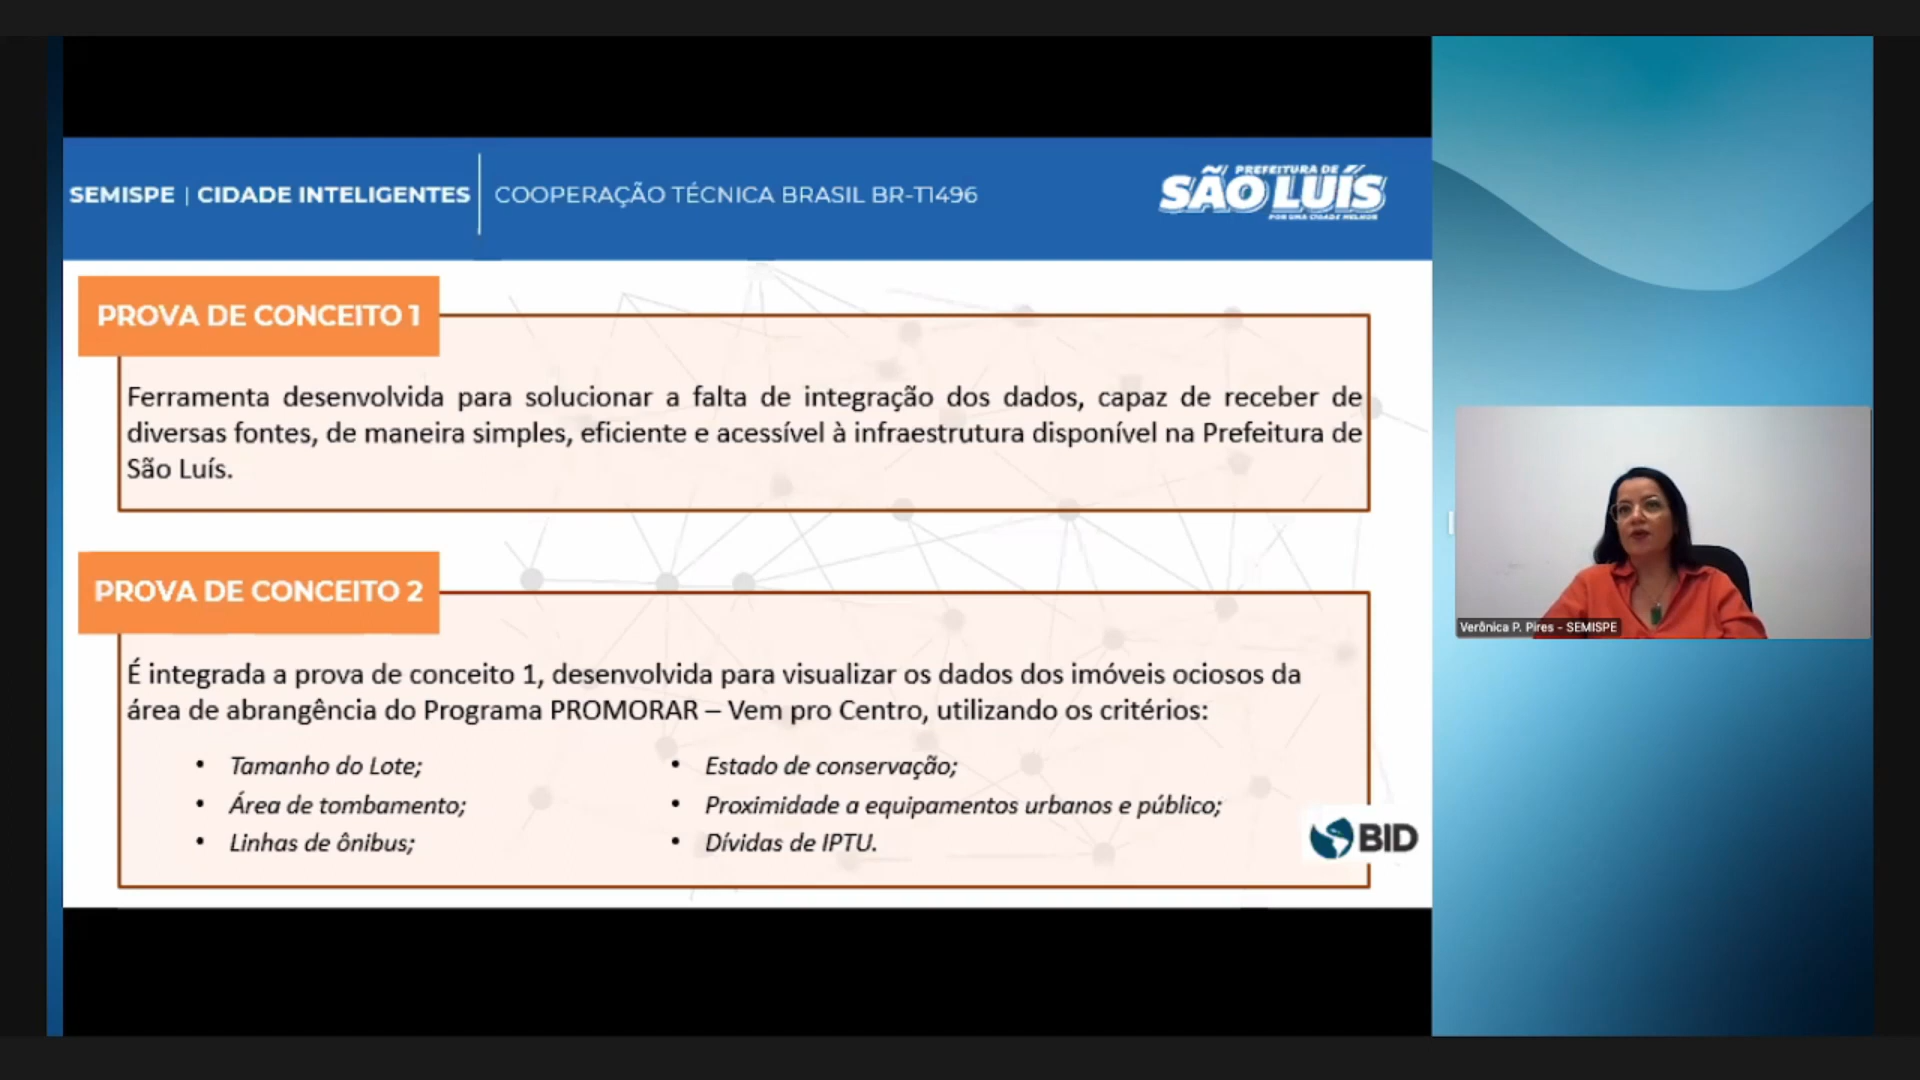 SEMISPE | CIDADE INTELIGENTES
COOPERAÇÃO TÉCNICA BRASIL BR-T1496
PREFEITURA DE
SÃO LUÍS
POR UMA CIDADE MELHOR
PROVA DE CONCEITO 1
Ferramenta desenvolvida para solucionar a falta de integração dos dados, capaz de receber de
diversas fontes, de maneira simples, eficiente e acessível à infraestrutura disponível na Prefeitura de
São Luís.
PROVA DE CONCEITO 2
É integrada a prova de conceito 1, desenvolvida para visualizar os dados dos imóveis ociosos da
área de abrangência do Programa PROMORAR – Vem pro Centro, utilizando os critérios:
• Tamanho do Lote;
• Área de tombamento;
• Linhas de ônibus;
• Estado de conservação;
• Proximidade a equipamentos urbanos e público;
• Dívidas de IPTU.
BID
Verônica P. Pires - SEMISPE